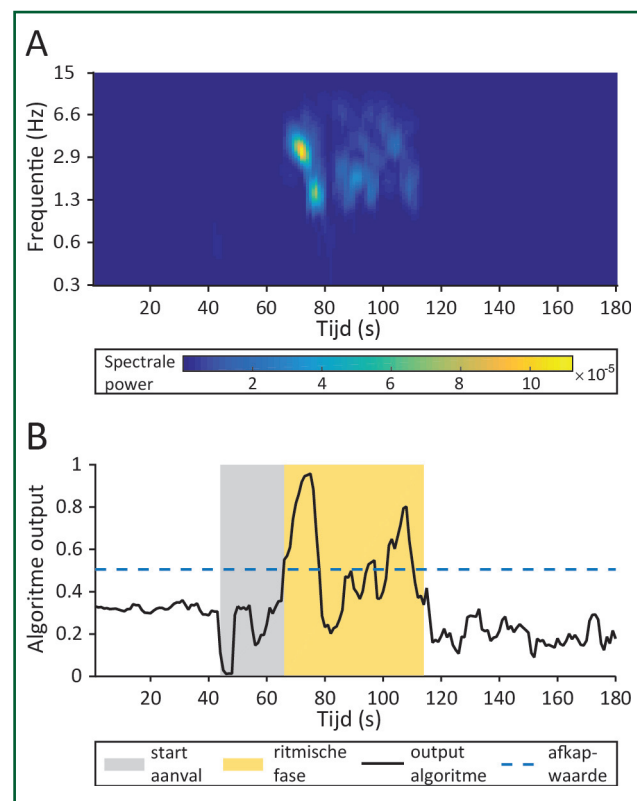 A
15
6.6
2.9
1.3
0.6
0.3
Frequentie (Hz)
20 40 60 80 100 120 140 160 180
Tijd (s)
Spectrale
power
2 4 6 8 10 ×10-5
B
1
0.8
0.6
0.4
0.2
0
Algoritme output
20 40 60 80 100 120 140 160 180
Tijd (s)
start
aanval
ritmische
fase
output
algoritme
afkap-
waarde